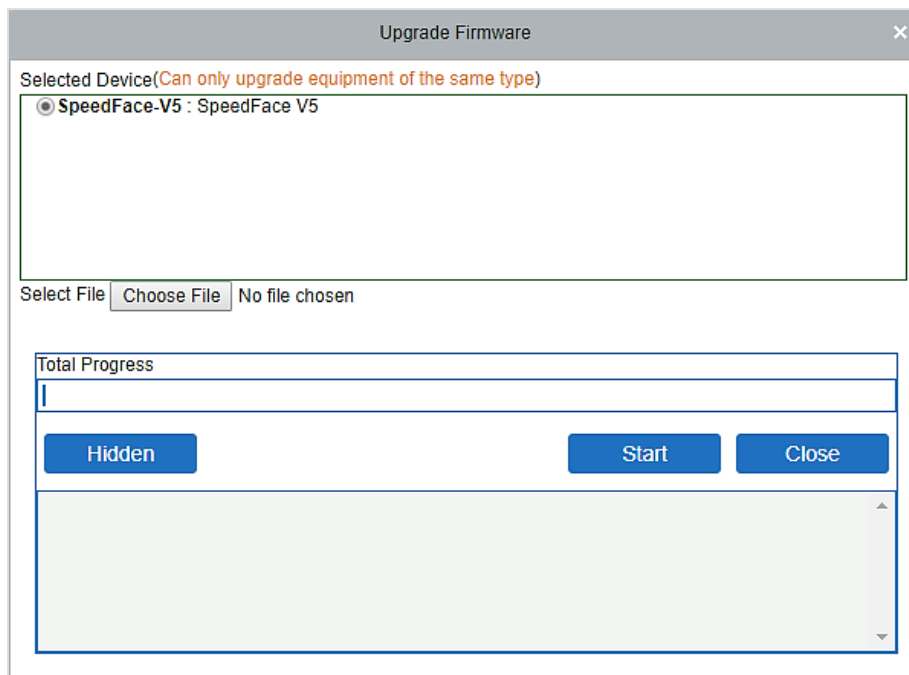 Upgrade Firmware ×
Selected Device(Can only upgrade equipment of the same type)
SpeedFace-V5 : SpeedFace V5
Select File Choose File No file chosen
Total Progress
Hidden Start Close